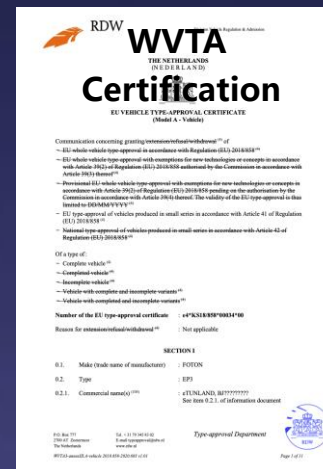 RDW
Vehicle Regulation & Admission
WVTA
THE NETHERLANDS
(NEDERLAND)
Certification
EU VEHICLE TYPE-APPROVAL CERTIFICATE
(Model A - Vehicle)
Communication concerning granting/extension/refusal/withdrawal of
- EU whole vehicle type-approval in accordance with Regulation (EU) 2018/858
- EU whole vehicle type-approval with exemptions for new technologies or concepts in accordance
with Article 39(2) of Regulation (EU) 2018/858 authorised by the Commission in accordance with
Article 39(3) thereof
- Provisional EU whole vehicle type-approval with exemptions for new technologies or concepts in
accordance with Article 39(2) of Regulation (EU) 2018/858 pending on the authorisation by the
Commission in accordance with Article 39(4) thereof. The validity of the EU type-approval is thus
limited to DD/MM/YYYY
- EU type-approval of vehicles produced in small series in accordance with Article 41 of Regulation
(EU) 2018/858
- National type-approval of vehicles produced in small series in accordance with Article 42 of
Regulation (EU) 2018/858
Of a type of:
- Complete vehicle
- Completed vehicle
- Incomplete vehicle
- Vehicle with complete and incomplete variants
- Vehicle with completed and incomplete variants
Number of the EU type-approval certificate : e4*KS18/858*00034*00
Reason for extension/refusal/withdrawal : Not applicable
SECTION I
0.1. Make (trade name of manufacturer) : FOTON
0.2. Type : EP3
0.2.1. Commercial name(s) : eTUNLAND, BJ????????
See item 0.2.1. of information document
P.O. Box 777
2700 AT Zoetermeer
The Netherlands
Type-approval Department
RDW
Page 1 of 51